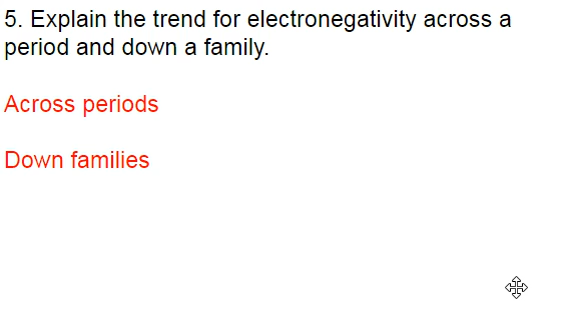 5. Explain the trend for electronegativity across a
period and down a family.
Across periods
Down families